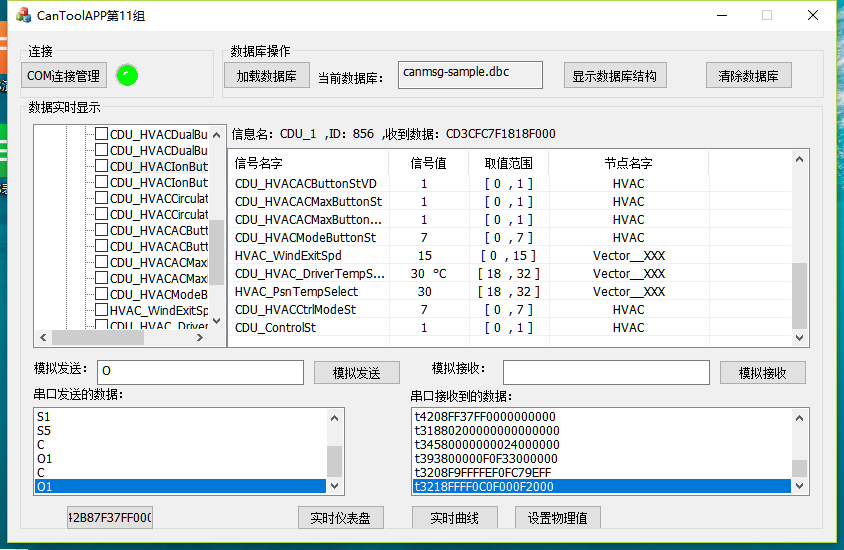 CanToolAPP第11组
连接
数据库操作
COM连接管理
加载数据库
当前数据库：
canmsg-sample.dbc
显示数据库结构
清除数据库
数据实时显示
信息名: CDU_1 ,ID: 856 ,收到数据: CD3CFC7F1818F000
CDU_HVACDualBu
CDU_HVACDualBu
CDU_HVACIonButt
CDU_HVACIonButt
CDU_HVACCirculat
CDU_HVACCirculat
CDU_HVACACButt
CDU_HVACACButt
CDU_HVACACMaxl
CDU_HVACACMaxl
CDU_HVACModeB
HVAC_WindExitSp
CDU_HVAC_Driver
信号名字 信号值 取值范围 节点名字
CDU_HVACACButtonStVD 1 [ 0 , 1 ] HVAC
CDU_HVACACMaxButtonSt 1 [ 0 , 1 ] HVAC
CDU_HVACACMaxButton... 1 [ 0 , 1 ] HVAC
CDU_HVACModeButtonSt 7 [ 0 , 7 ] HVAC
HVAC_WindExitSpd 15 [ 0 , 15 ] Vector__XXX
CDU_HVAC_DriverTempS... 30 °C [ 18 , 32 ] Vector__XXX
HVAC_PsnTempSelect 30 [ 18 , 32 ] Vector__XXX
CDU_HVACCtrlModeSt 7 [ 0 , 7 ] HVAC
CDU_ControlSt 1 [ 0 , 1 ] HVAC
模拟发送：
O
模拟发送
模拟接收：
模拟接收
串口发送的数据：
S1
S5
C
O1
C
O1
串口接收到的数据：
t4208FF37FF0000000000
t31880200000000000000
t34580000000024000000
t393800000F0F33000000
t3208F9FFFFEF0FC79EFF
t3218FFFF0C0F000F2000
42B87F37FF000
实时仪表盘
实时曲线
设置物理值